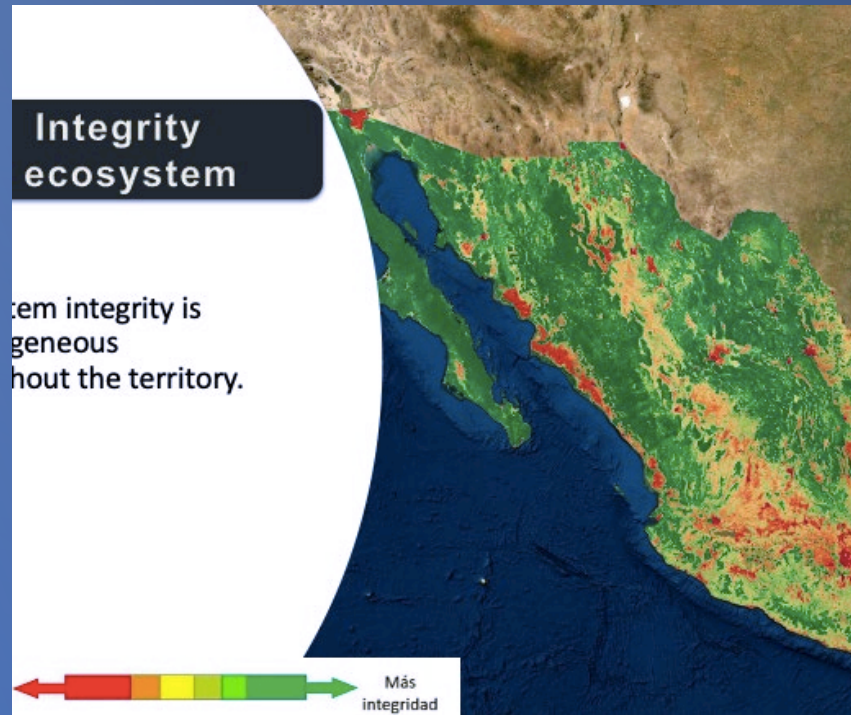 Integrity
ecosystem
tem integrity is
geneous
hout the territory.
Más
integridad